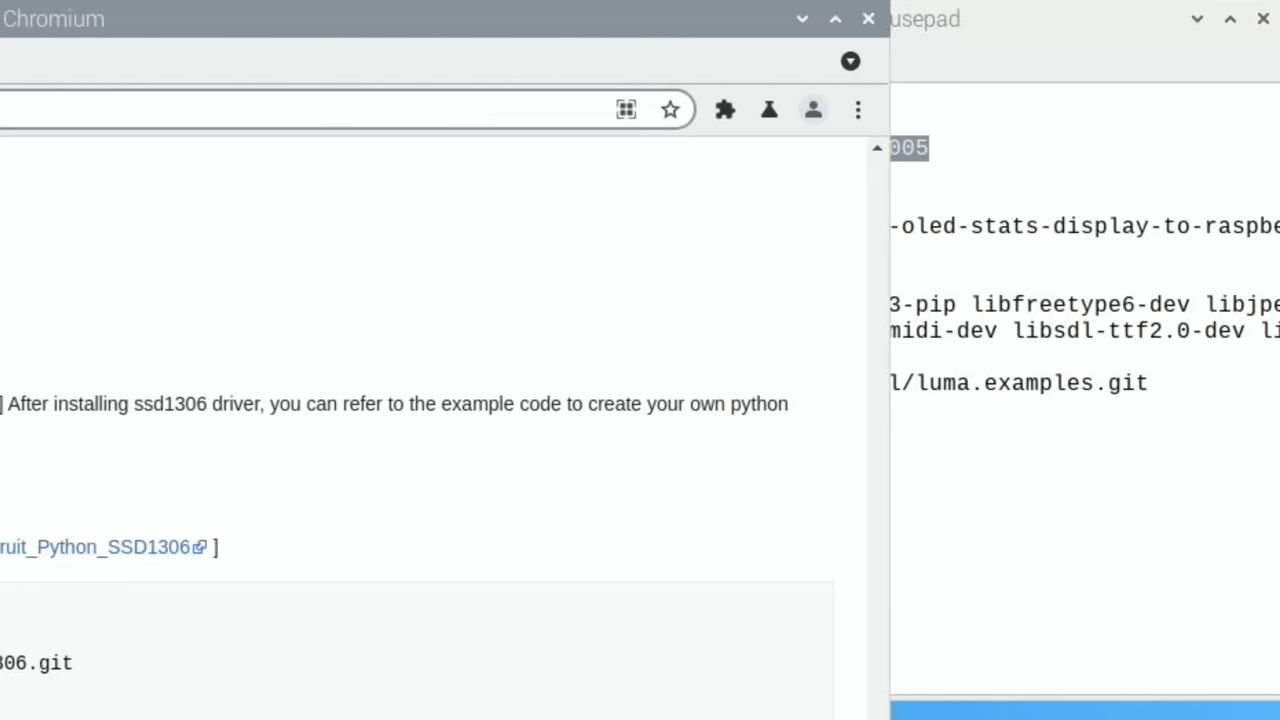 Chromium
] After installing ssd1306 driver, you can refer to the example code to create your own python
ruit_Python_SSD1306 ]
306.git
usepad
005
-oled-stats-display-to-raspbe
3-pip libfreetype6-dev libjpe
midi-dev libsdl-ttf2.0-dev li
l/luma.examples.git